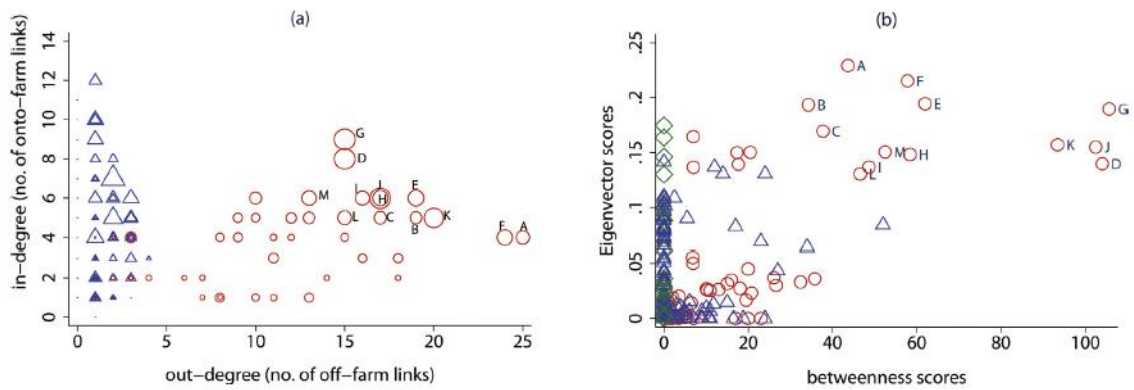 (a)
in-degree (no. of onto-farm links)
14
12
10
8
6
4
2
0
G
D
M
I
J
H
E
L
C
B
K
F
A
0
5
10
15
20
25
out-degree (no. of off-farm links)
(b)
Eigenvector scores
.25
.2
.15
.1
.05
0
A
F
B
E
G
C
M
H
K
J
I
L
D
0
20
40
60
80
100
betweenness scores